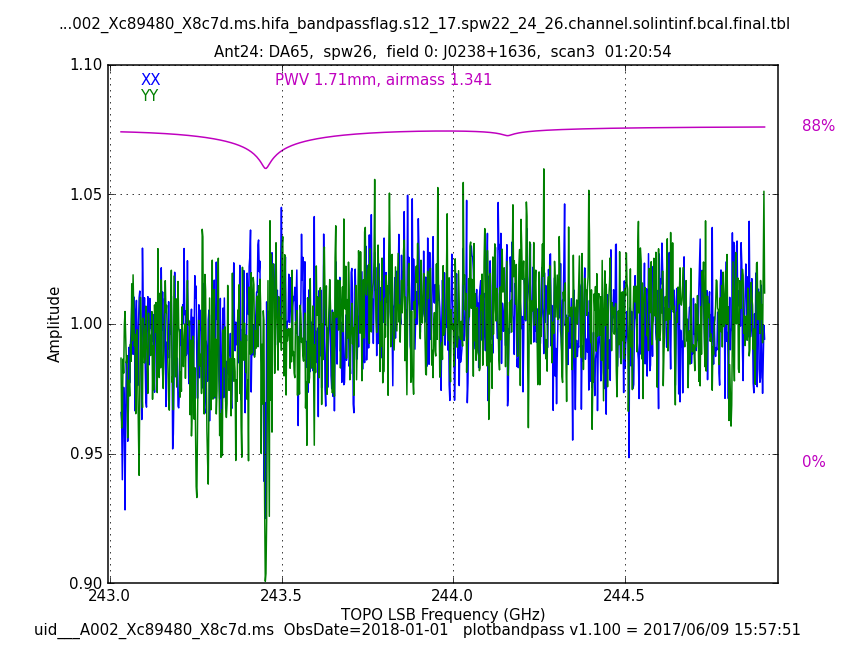 ...002_Xc89480_X8c7d.ms.hifa_bandpassflag.s12_17.spw22_24_26.channel.solintinf.bcal.final.tbl
Ant24: DA65, spw26, field 0: J0238+1636, scan3 01:20:54
1.10
XX
PWV 1.71mm, airmass 1.341
YY
88%
1.05
1.00
Amplitude
0.95
0%
0.90
243.0 243.5 244.0 244.5
TOPO LSB Frequency (GHz)
uid___A002_Xc89480_X8c7d.ms ObsDate=2018-01-01 plotbandpass v1.100 = 2017/06/09 15:57:51